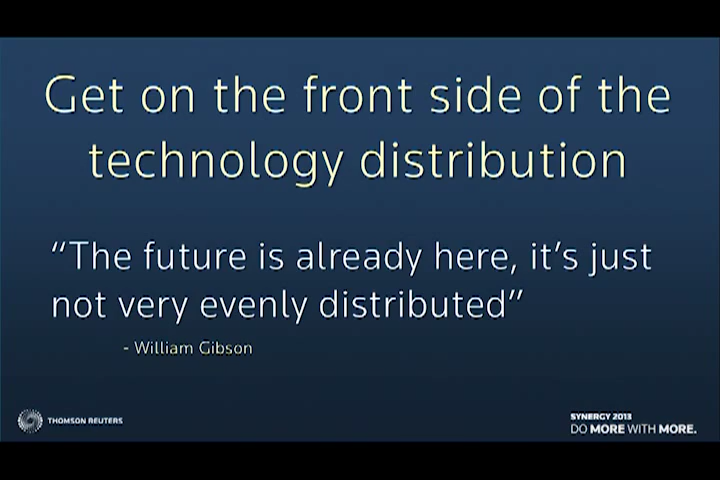 Get on the front side of the
technology distribution
“The future is already here, it’s just
not very evenly distributed”
- William Gibson
THOMSON REUTERS
SYNERGY 2013
DO MORE WITH MORE.